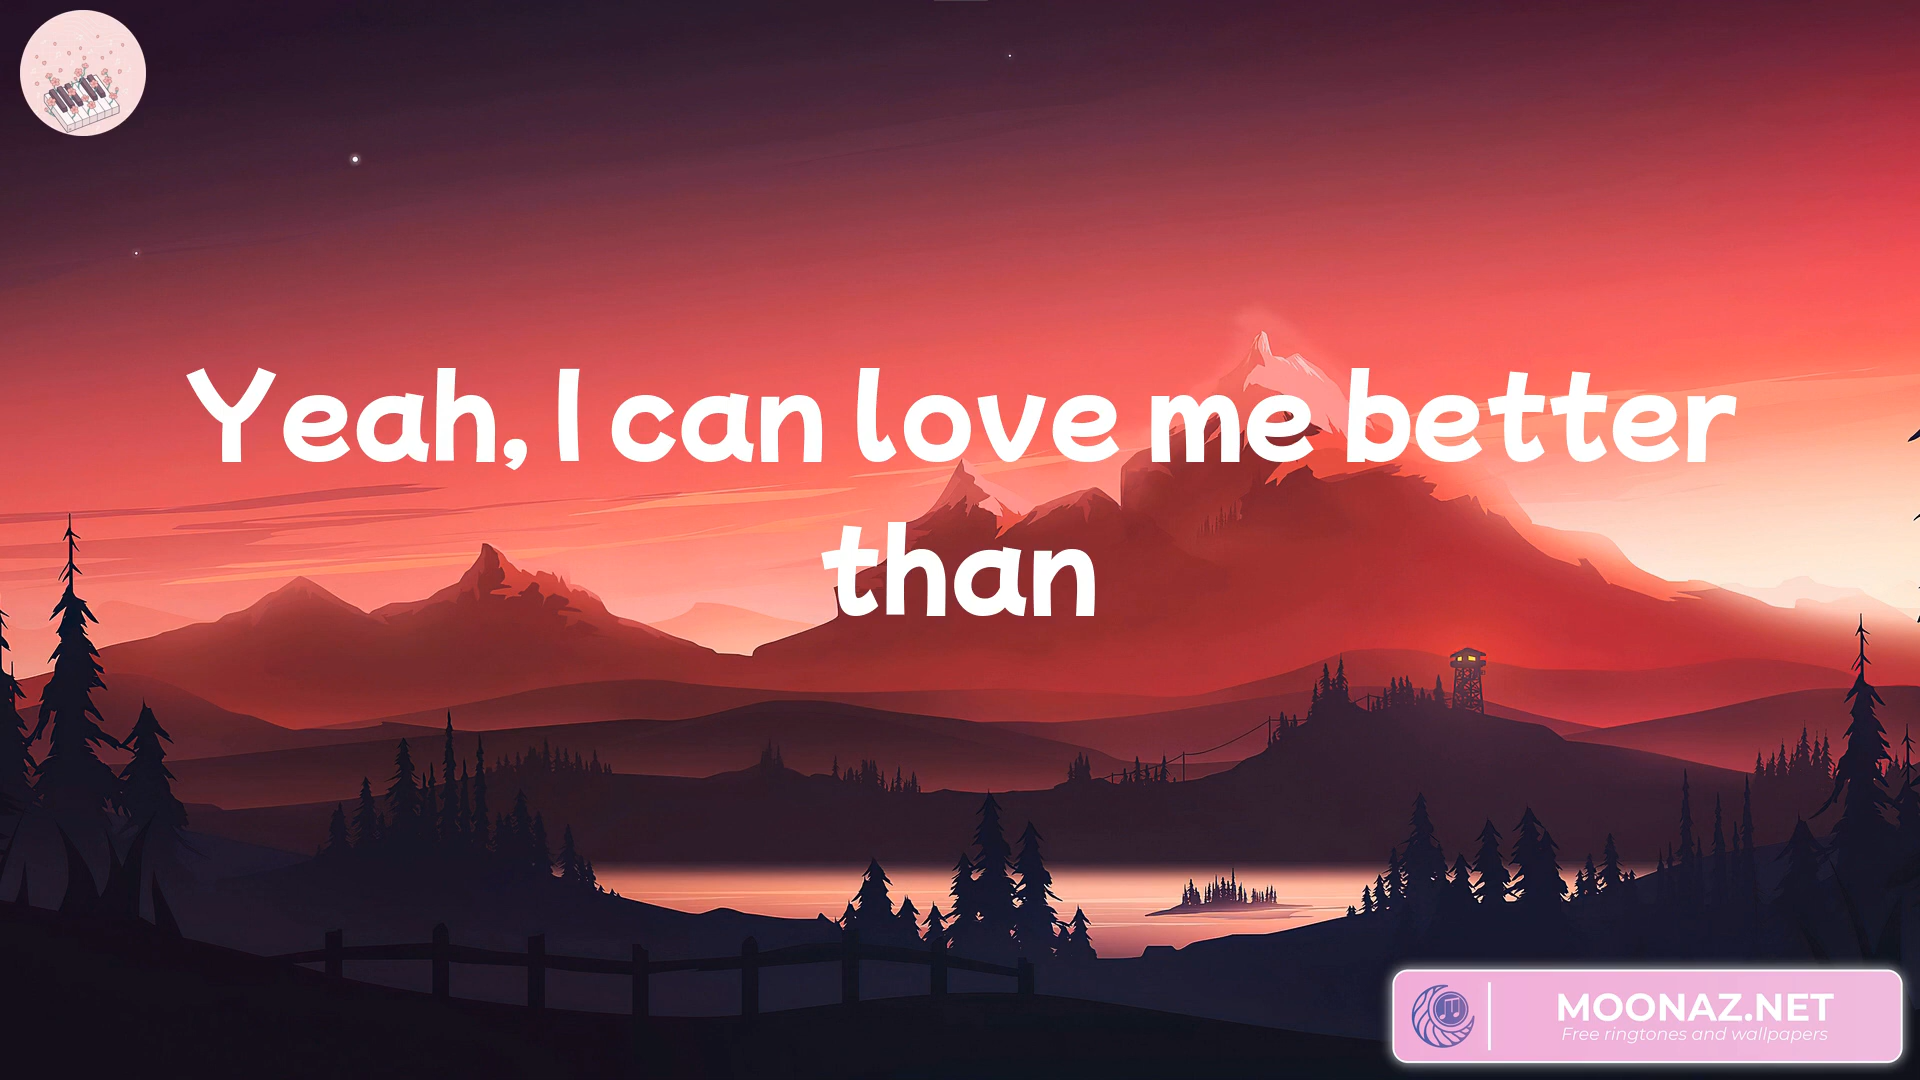 Yeah, I can love me better
than
MOONAZ.NET
Free ringtones and wallpapers